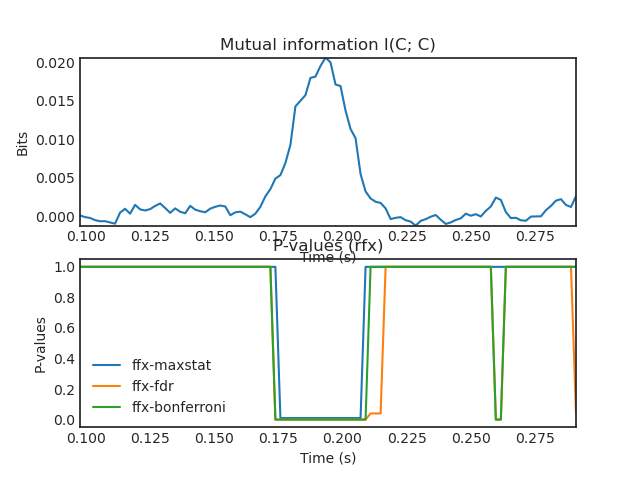 Mutual information I(C; C)
0.020
0.015
0.010
0.005
0.000
Bits
0.100 0.125 0.150 0.175 0.200 0.225 0.250 0.275
Time (s)
P-values (rfx)
1.0
0.8
0.6
0.4
0.2
0.0
P-values
ffx-maxstat
ffx-fdr
ffx-bonferroni
0.100 0.125 0.150 0.175 0.200 0.225 0.250 0.275
Time (s)